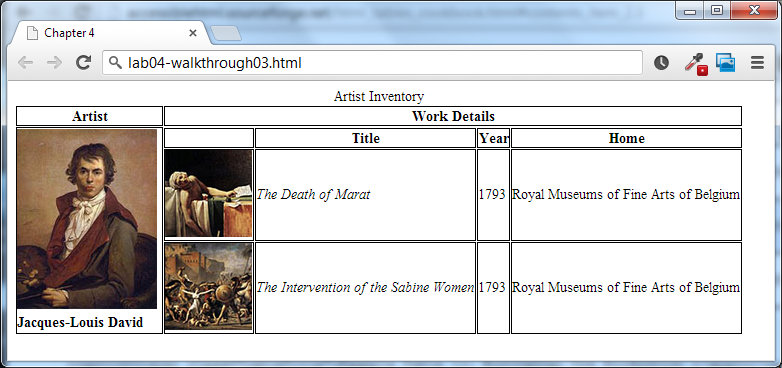 Chapter 4
lab04-walkthrough03.html
Artist Inventory
Artist Work Details
Title Year Home
The Death of Marat 1793 Royal Museums of Fine Arts of Belgium
The Intervention of the Sabine Women 1793 Royal Museums of Fine Arts of Belgium
Jacques-Louis David